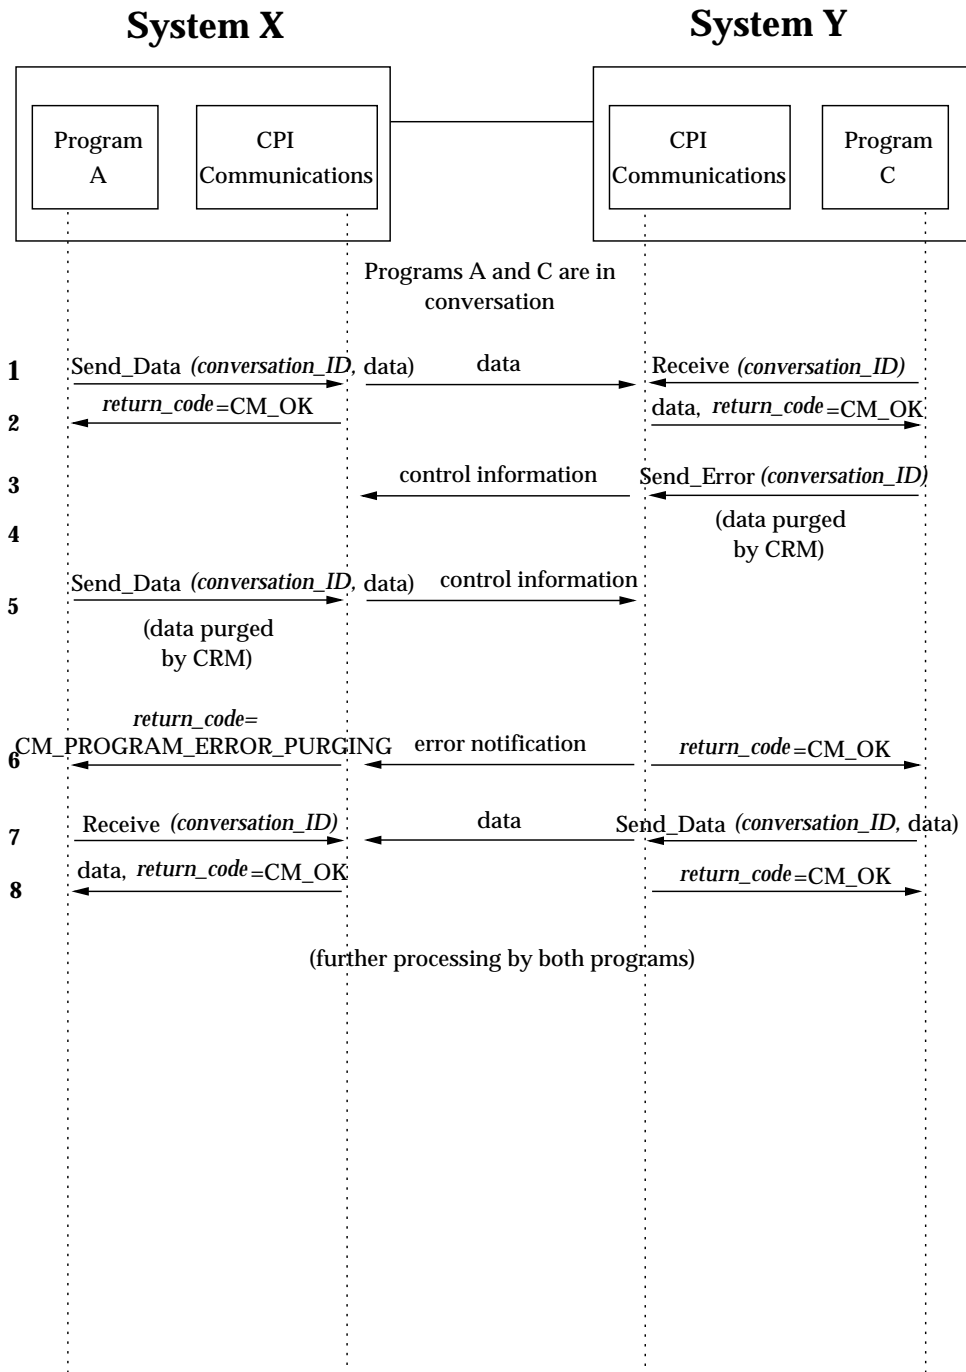 System X
System Y
Program
A
CPI
Communications
CPI
Communications
Program
C
Programs A and C are in
conversation
1
Send_Data (conversation_ID, data)
data
Receive (conversation_ID)
2
return_code=CM_OK
data, return_code=CM_OK
3
control information
Send_Error (conversation_ID)
4
(data purged
by CRM)
5
Send_Data (conversation_ID, data)
control information
(data purged
by CRM)
6
return_code=
CM_PROGRAM_ERROR_PURGING
error notification
return_code=CM_OK
7
Receive (conversation_ID)
data
Send_Data (conversation_ID, data)
8
data, return_code=CM_OK
return_code=CM_OK
(further processing by both programs)